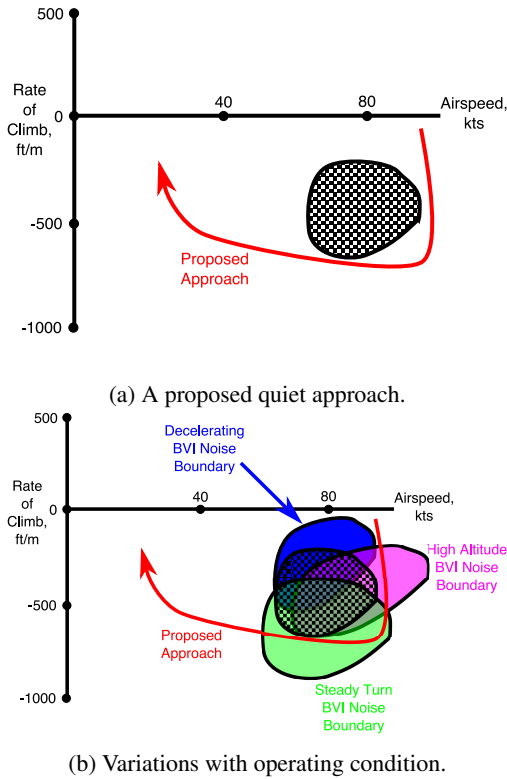 500
Rate
of
Climb,
ft/m
0
40
80
Airspeed,
kts
-500
Proposed
Approach
-1000
(a) A proposed quiet approach.
500
Decelerating
BVI Noise
Boundary
Rate
of
Climb,
ft/m
0
40
80
Airspeed,
kts
High Altitude
BVI Noise
Boundary
-500
Proposed
Approach
Steady Turn
BVI Noise
Boundary
-1000
(b) Variations with operating condition.